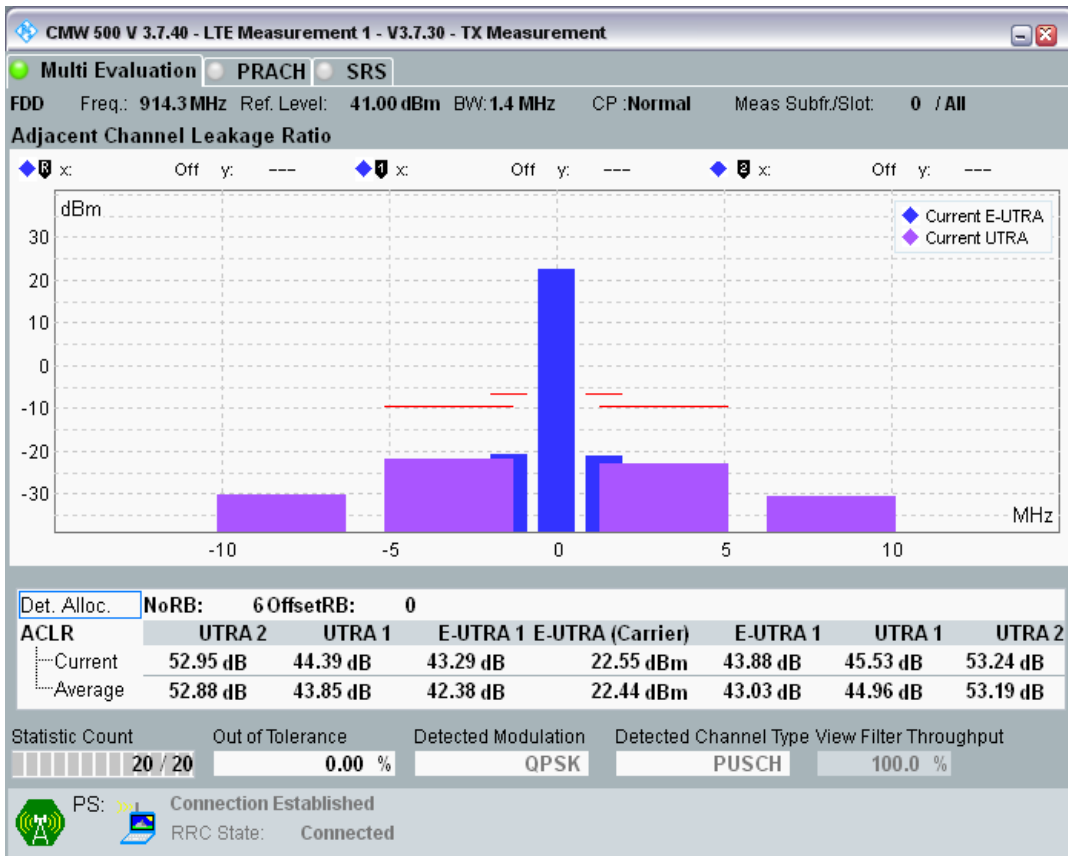 CMW 500 V 3.7.40 - LTE Measurement 1 - V3.7.30 - TX Measurement
Multi Evaluation PRACH SRS
FDD Freq.: 914.3 MHz Ref. Level: 41.00 dBm BW: 1.4 MHz CP :Normal Meas Subfr./Slot: 0 / All
Adjacent Channel Leakage Ratio
R x: Off y: --- 1 x: Off y: --- 2 x: Off y: ---
dBm
Current E-UTRA
Current UTRA
30
20
10
0
-10
-20
-30
MHz
-10 -5 0 5 10
Det. Alloc. NoRB: 6 OffsetRB: 0
ACLR UTRA 2 UTRA 1 E-UTRA 1 E-UTRA (Carrier) E-UTRA 1 UTRA 1 UTRA 2
Current 52.95 dB 44.39 dB 43.29 dB 22.55 dBm 43.88 dB 45.53 dB 53.24 dB
Average 52.88 dB 43.85 dB 42.38 dB 22.44 dBm 43.03 dB 44.96 dB 53.19 dB
Statistic Count Out of Tolerance Detected Modulation Detected Channel Type View Filter Throughput
20 / 20 0.00 % QPSK PUSCH 100.0 %
PS: Connection Established
RRC State: Connected